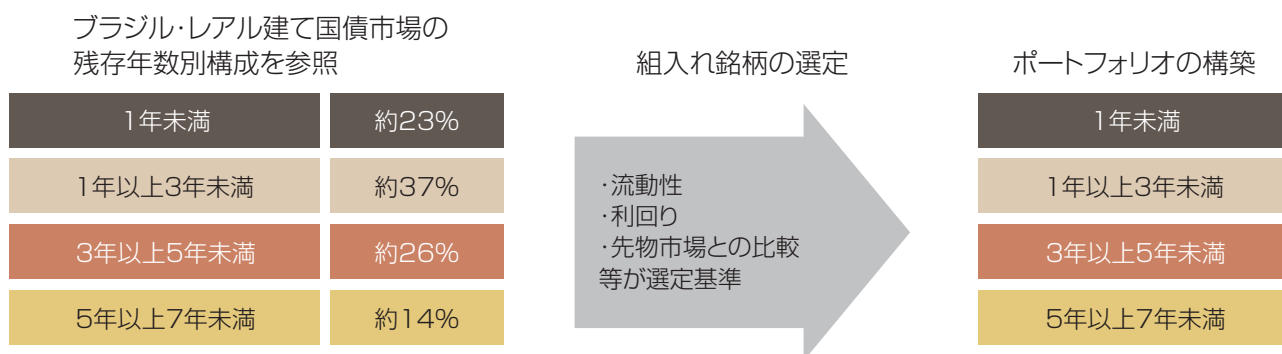 ブラジル・レアル建て国債市場の
残存年数別構成を参照
1年未満 約23%
1年以上3年未満 約37%
3年以上5年未満 約26%
5年以上7年未満 約14%
組入れ銘柄の選定
・流動性
・利回り
・先物市場との比較
等が選定基準
ポートフォリオの構築
1年未満
1年以上3年未満
3年以上5年未満
5年以上7年未満